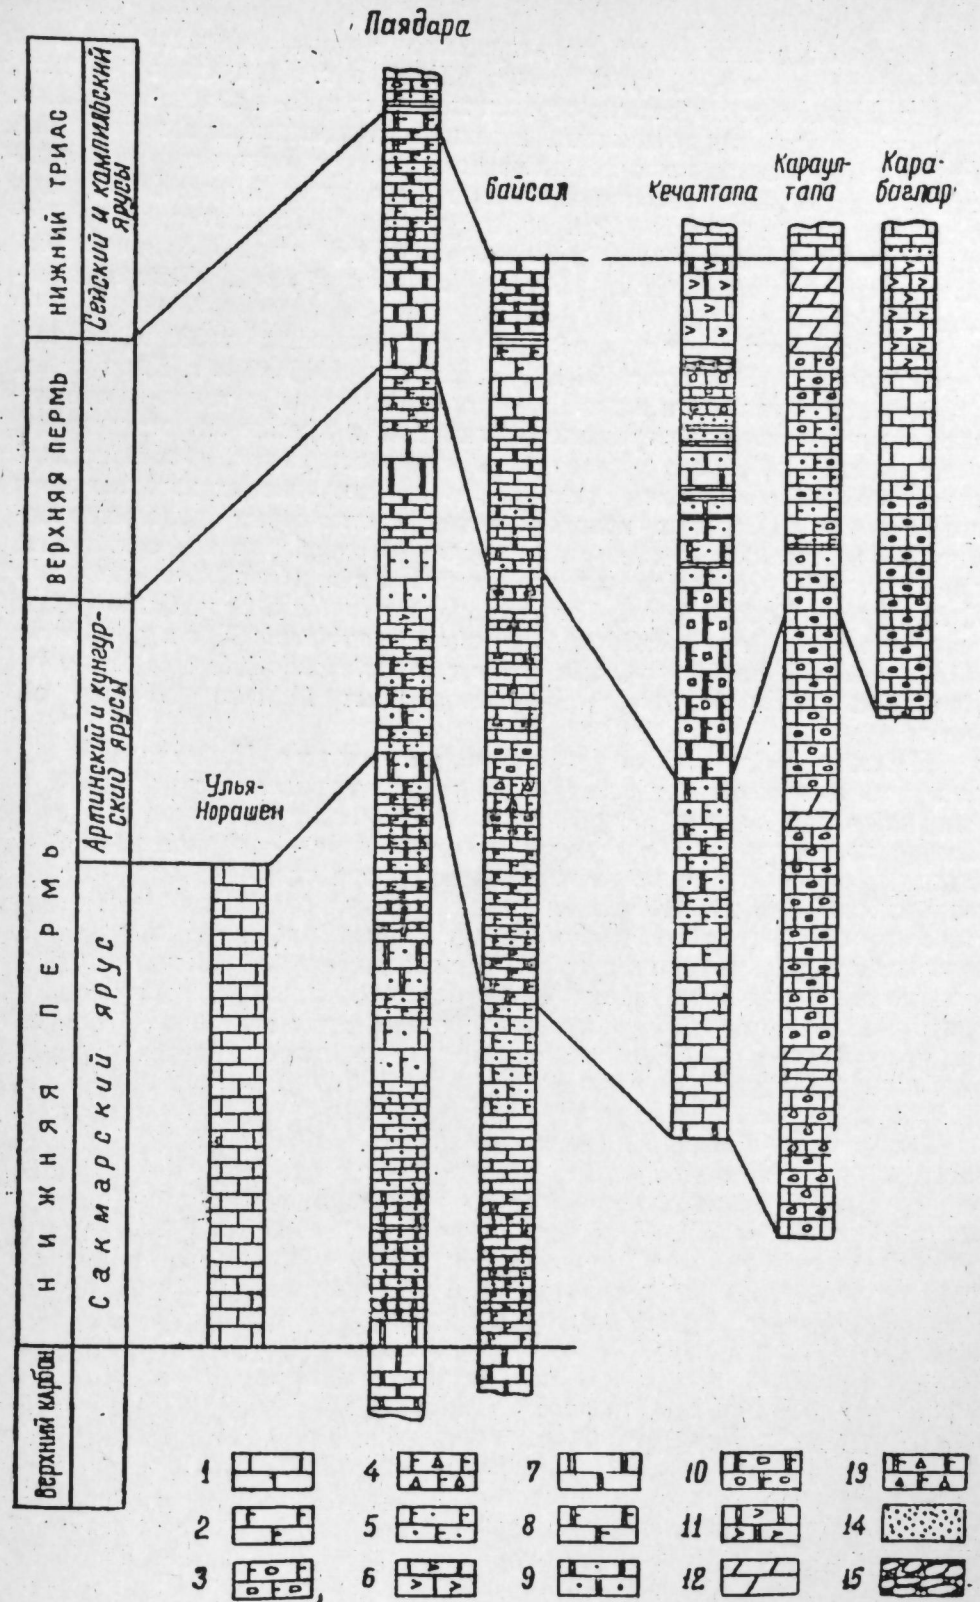 Паядара
Байсал
Кечалтапа
Караул-
тапа
Кара-
баглар
НИЖНИЙ ТРИАС
Сейский и кампилский
ярусы
ВЕРХНЯЯ ПЕРМЬ
НИЖНЯЯ ПЕРМЬ
Артинский и кунгур-
ский ярусы
Улья-
Норашен
Сакмарский ярус
Верхний карбон
1
4
7
10
13
2
5
8
11
14
3
6
9
12
15